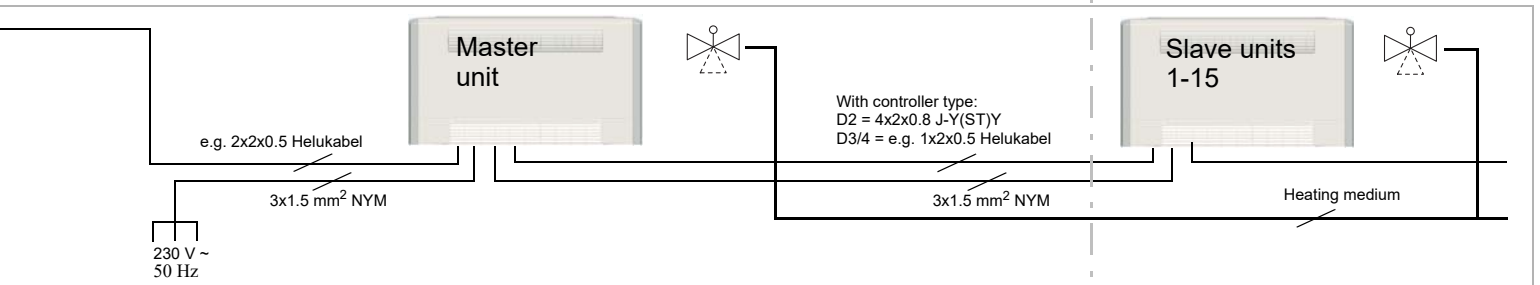 Master
unit
Slave units
1-15
With controller type:
D2 = 4x2x0.8 J-Y(ST)Y
D3/4 = e.g. 1x2x0.5 Helukabel
e.g. 2x2x0.5 Helukabel
3x1.5 mm² NYM
3x1.5 mm² NYM
Heating medium
230 V ~
50 Hz